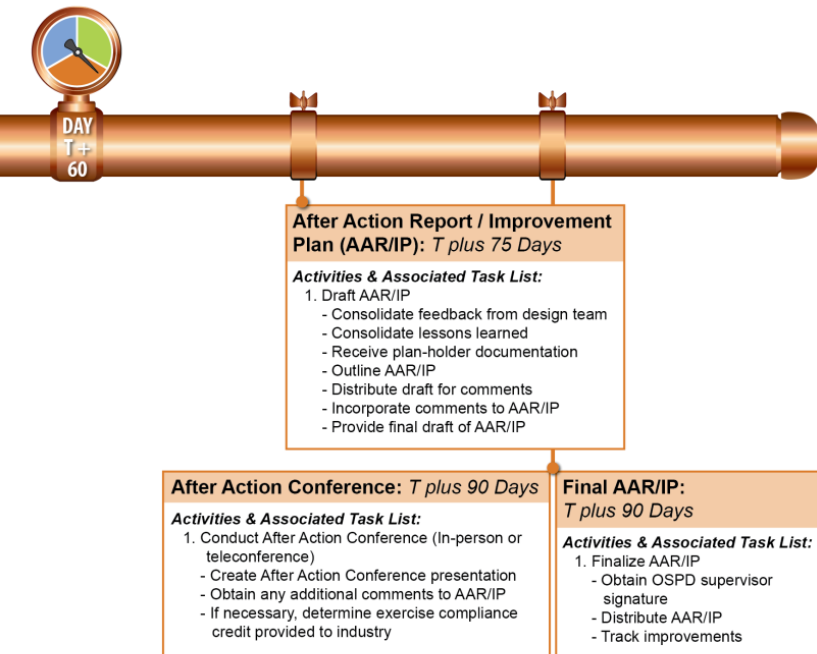 DAY
T +
60
After Action Report / Improvement
Plan (AAR/IP): T plus 75 Days
Activities & Associated Task List:
1. Draft AAR/IP
- Consolidate feedback from design team
- Consolidate lessons learned
- Receive plan-holder documentation
- Outline AAR/IP
- Distribute draft for comments
- Incorporate comments to AAR/IP
- Provide final draft of AAR/IP
After Action Conference: T plus 90 Days
Activities & Associated Task List:
1. Conduct After Action Conference (In-person or
teleconference)
- Create After Action Conference presentation
- Obtain any additional comments to AAR/IP
- If necessary, determine exercise compliance
credit provided to industry
Final AAR/IP:
T plus 90 Days
Activities & Associated Task List:
1. Finalize AAR/IP
- Obtain OSPD supervisor
signature
- Distribute AAR/IP
- Track improvements